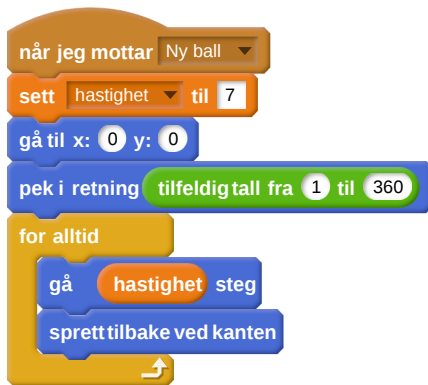 når jeg mottar Ny ball
sett hastighet til 7
gå til x: 0 y: 0
pek i retning tilfeldig tall fra 1 til 360
for alltid
gå hastighet steg
sprett tilbake ved kanten